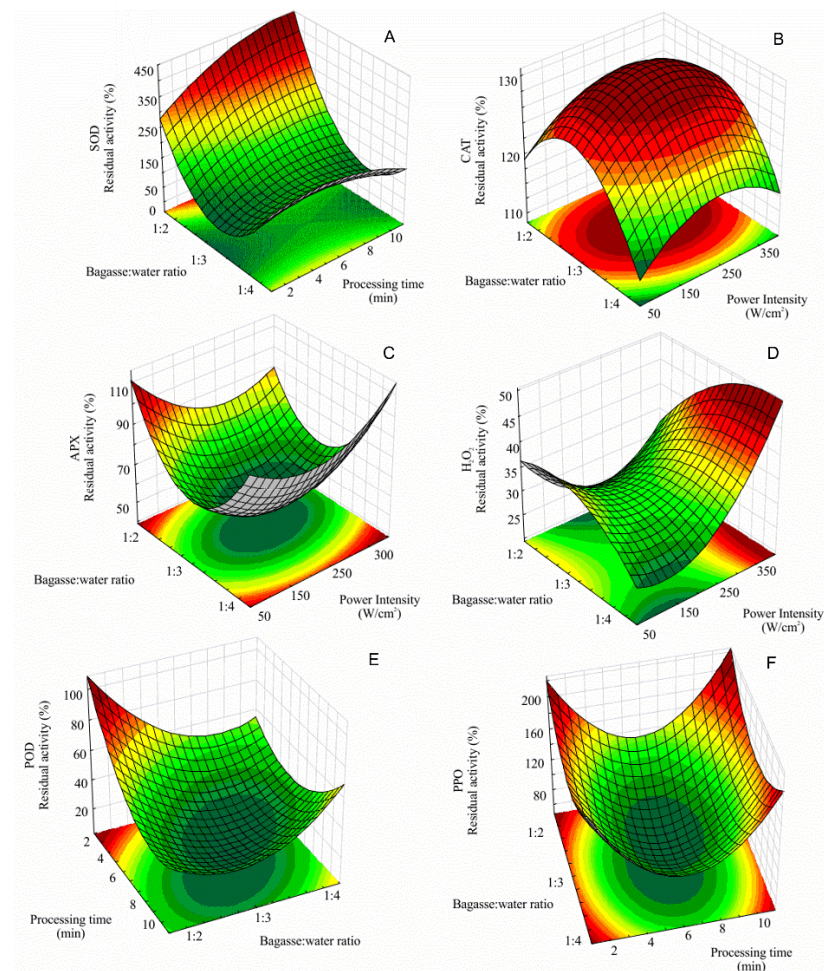 A
SOD
Residual activity (%)
450
350
250
150
50
0
1:2
1:3
1:4
Bagasse:water ratio
2
4
6
8
10
Processing time
(min)
B
CAT
Residual activity (%)
130
120
110
1:2
1:3
1:4
Bagasse:water ratio
50
150
250
350
Power Intensity
(W/cm²)
C
APX
Residual activity (%)
110
90
70
50
1:2
1:3
1:4
Bagasse:water ratio
50
150
250
300
Power Intensity
(W/cm²)
D
H₂O₂
Residual activity (%)
50
45
40
35
30
25
1:2
1:3
1:4
Bagasse:water ratio
50
150
250
350
Power Intensity
(W/cm²)
E
POD
Residual activity (%)
100
80
60
40
20
2
4
6
8
10
Processing time
(min)
1:2
1:3
1:4
Bagasse:water ratio
F
PPO
Residual activity (%)
200
160
120
80
1:2
1:3
1:4
Bagasse:water ratio
2
4
6
8
10
Processing time
(min)